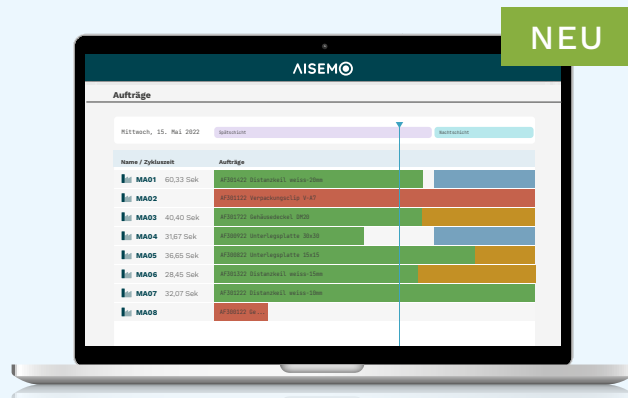 NEU
AISEMO
Aufträge
Mittwoch, 15. Mai 2022 Spätschicht Nachtschicht
Name / Zykluszeit Aufträge
MA01 60,33 Sek AF301422 Distanzkeil weiss-20mm
MA02 AF301122 Verpackungsclip V-A7
MA03 40,40 Sek AF301722 Gehäusedeckel DM20
MA04 31,67 Sek AF300922 Unterlegsplatte 30x30
MA05 36,65 Sek AF300822 Unterlegsplatte 15x15
MA06 28,45 Sek AF301322 Distanzkeil weiss-15mm
MA07 32,07 Sek AF301222 Distanzkeil weiss-10mm
MA08 AF300122 Ge...